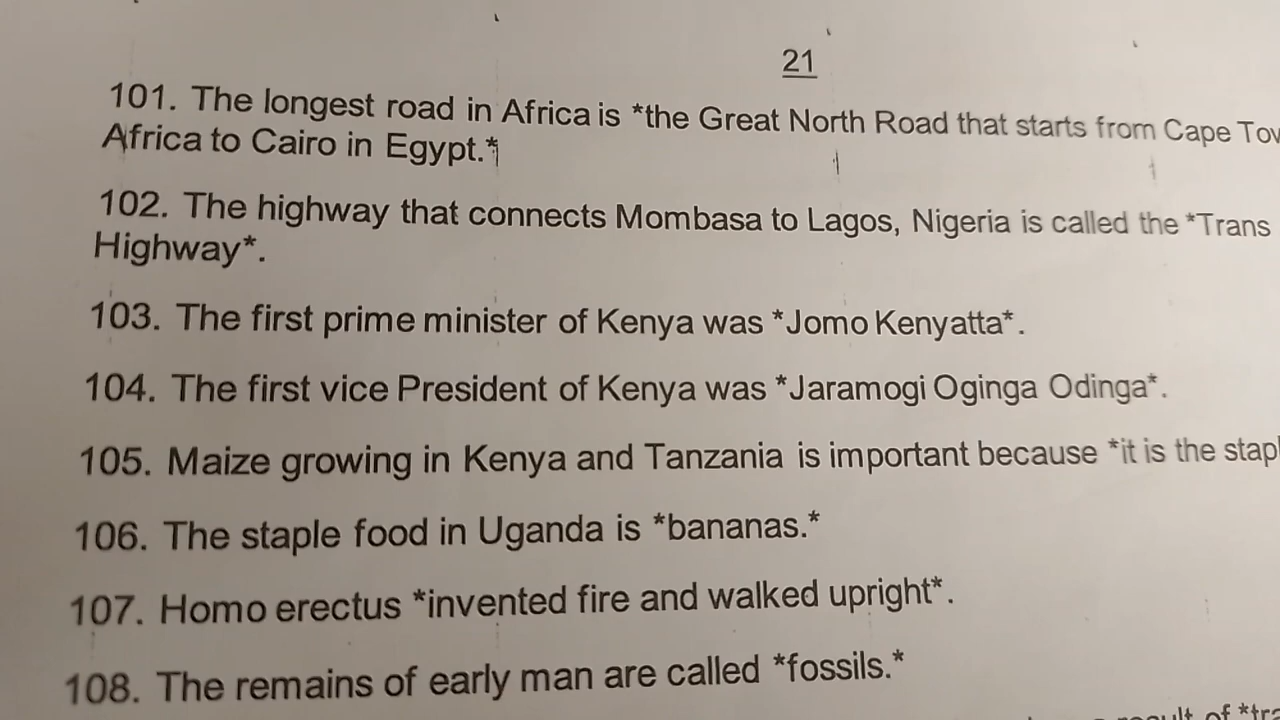 21
101. The longest road in Africa is *the Great North Road that starts from Cape
Africa to Cairo in Egypt.*
102. The highway that connects Mombasa to Lagos, Nigeria is called the *Trans
Highway*.
103. The first prime minister of Kenya was *Jomo Kenyatta*.
104. The first vice President of Kenya was *Jaramogi Oginga Odinga*.
105. Maize growing in Kenya and Tanzania is important because *it is the
106. The staple food in Uganda is *bananas.*
107. Homo erectus *invented fire and walked upright*.
108. The remains of early man are called *fossils.*
of